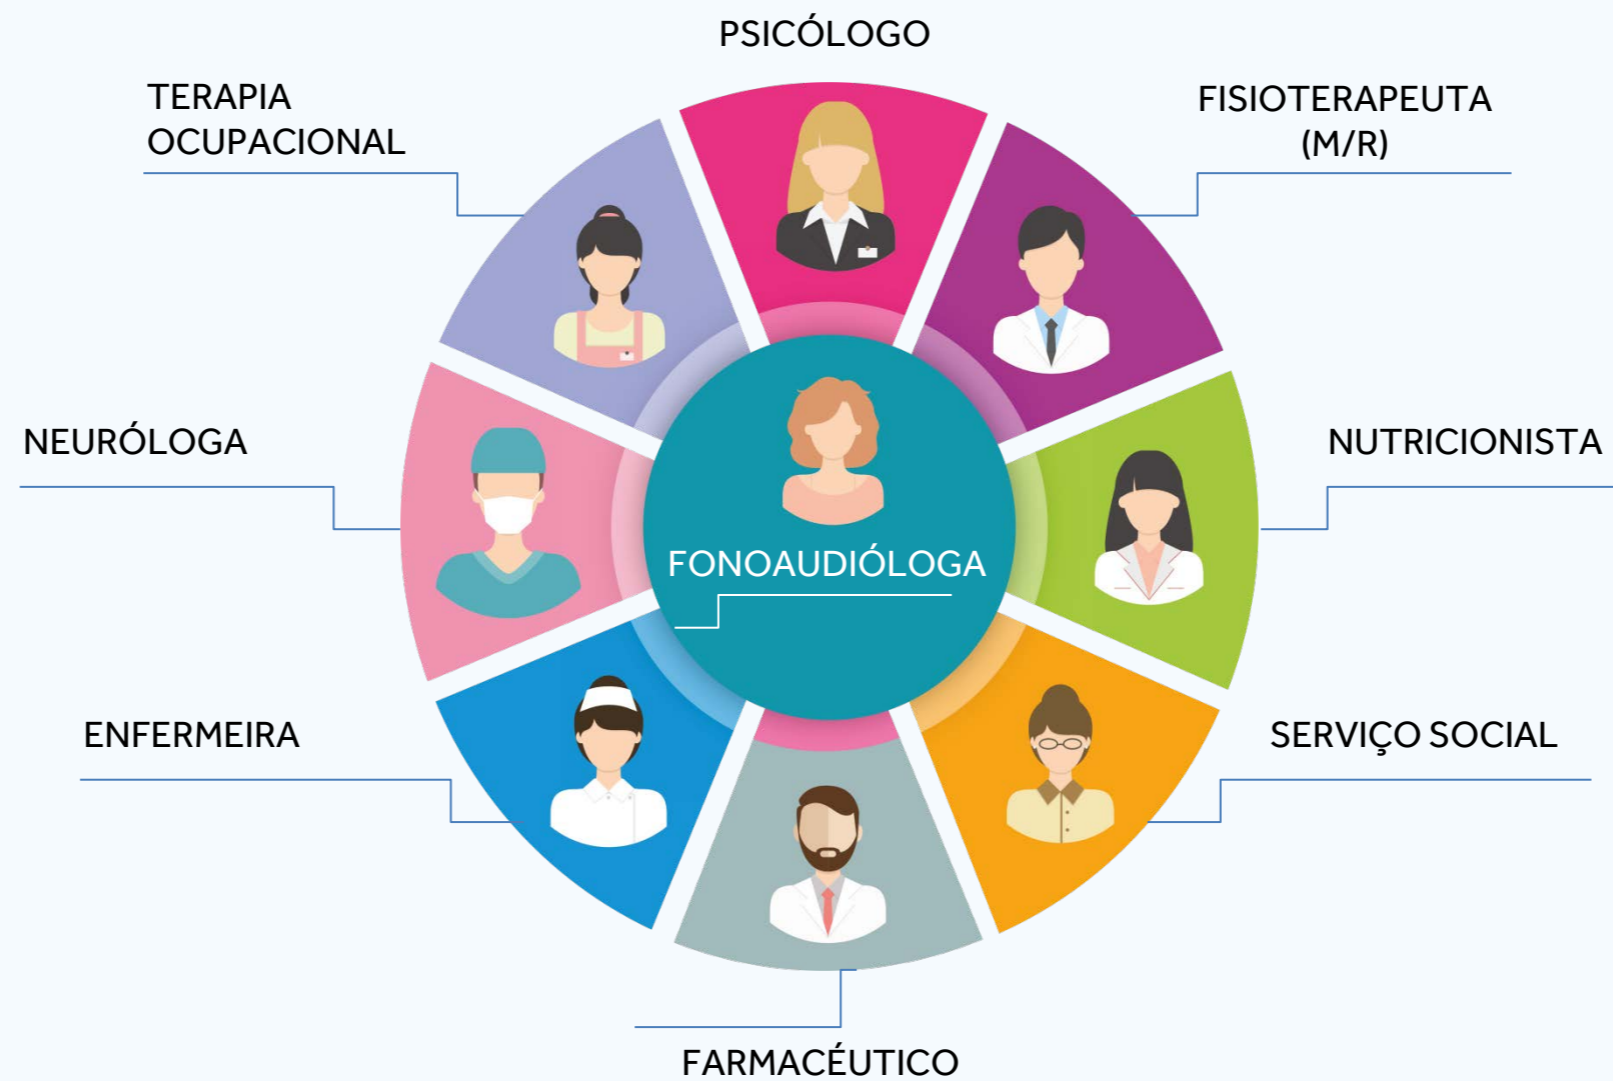 PSICÓLOGO
TERAPIA
OCUPACIONAL
FISIOTERAPEUTA
(M/R)
NEURÓLOGA
NUTRICIONISTA
FONOAUDIÓLOGA
ENFERMEIRA
SERVIÇO SOCIAL
FARMACÉUTICO